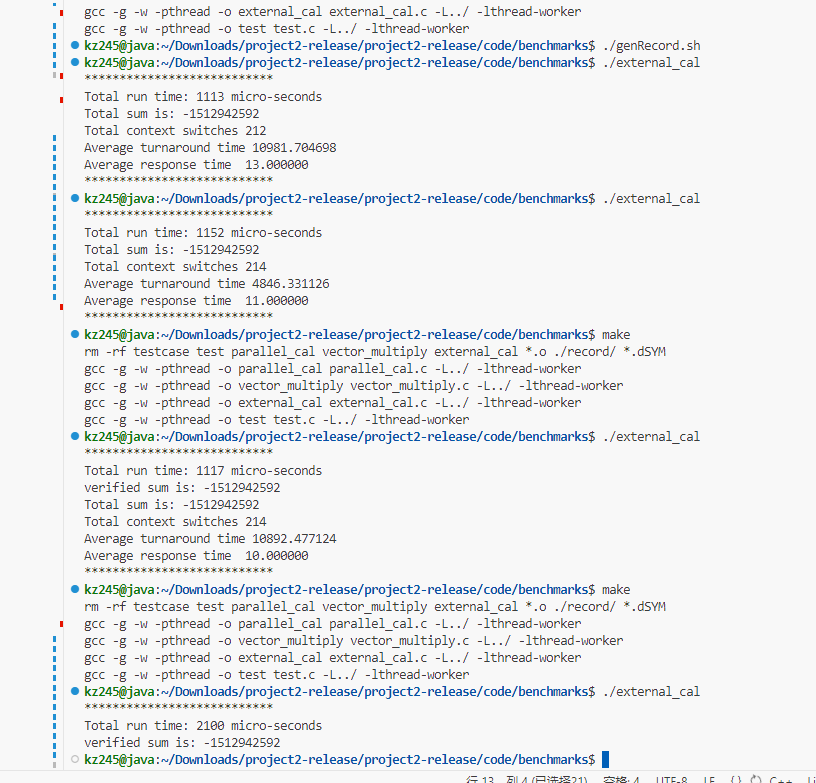 gcc -g -w -pthread -o external_cal external_cal.c -L../ -lthread-worker
gcc -g -w -pthread -o test test.c -L../ -lthread-worker
kz245@java:~/Downloads/project2-release/project2-release/code/benchmarks$ ./genRecord.sh
kz245@java:~/Downloads/project2-release/project2-release/code/benchmarks$ ./external_cal
***************************
Total run time: 1113 micro-seconds
Total sum is: -1512942592
Total context switches 212
Average turnaround time 10981.704698
Average response time  13.000000
***************************
kz245@java:~/Downloads/project2-release/project2-release/code/benchmarks$ ./external_cal
***************************
Total run time: 1152 micro-seconds
Total sum is: -1512942592
Total context switches 214
Average turnaround time 4846.331126
Average response time  11.000000
***************************
kz245@java:~/Downloads/project2-release/project2-release/code/benchmarks$ make
rm -rf testcase test parallel_cal vector_multiply external_cal *.o ./record/ *.dSYM
gcc -g -w -pthread -o parallel_cal parallel_cal.c -L../ -lthread-worker
gcc -g -w -pthread -o vector_multiply vector_multiply.c -L../ -lthread-worker
gcc -g -w -pthread -o external_cal external_cal.c -L../ -lthread-worker
gcc -g -w -pthread -o test test.c -L../ -lthread-worker
kz245@java:~/Downloads/project2-release/project2-release/code/benchmarks$ ./external_cal
***************************
Total run time: 1117 micro-seconds
verified sum is: -1512942592
Total sum is: -1512942592
Total context switches 214
Average turnaround time 10892.477124
Average response time  10.000000
***************************
kz245@java:~/Downloads/project2-release/project2-release/code/benchmarks$ make
rm -rf testcase test parallel_cal vector_multiply external_cal *.o ./record/ *.dSYM
gcc -g -w -pthread -o parallel_cal parallel_cal.c -L../ -lthread-worker
gcc -g -w -pthread -o vector_multiply vector_multiply.c -L../ -lthread-worker
gcc -g -w -pthread -o external_cal external_cal.c -L../ -lthread-worker
gcc -g -w -pthread -o test test.c -L../ -lthread-worker
kz245@java:~/Downloads/project2-release/project2-release/code/benchmarks$ ./external_cal
***************************
Total run time: 2100 micro-seconds
verified sum is: -1512942592
kz245@java:~/Downloads/project2-release/project2-release/code/benchmarks$
行 13, 列 4 (已选择21) 空格: 4 UTF-8 LF {} C++